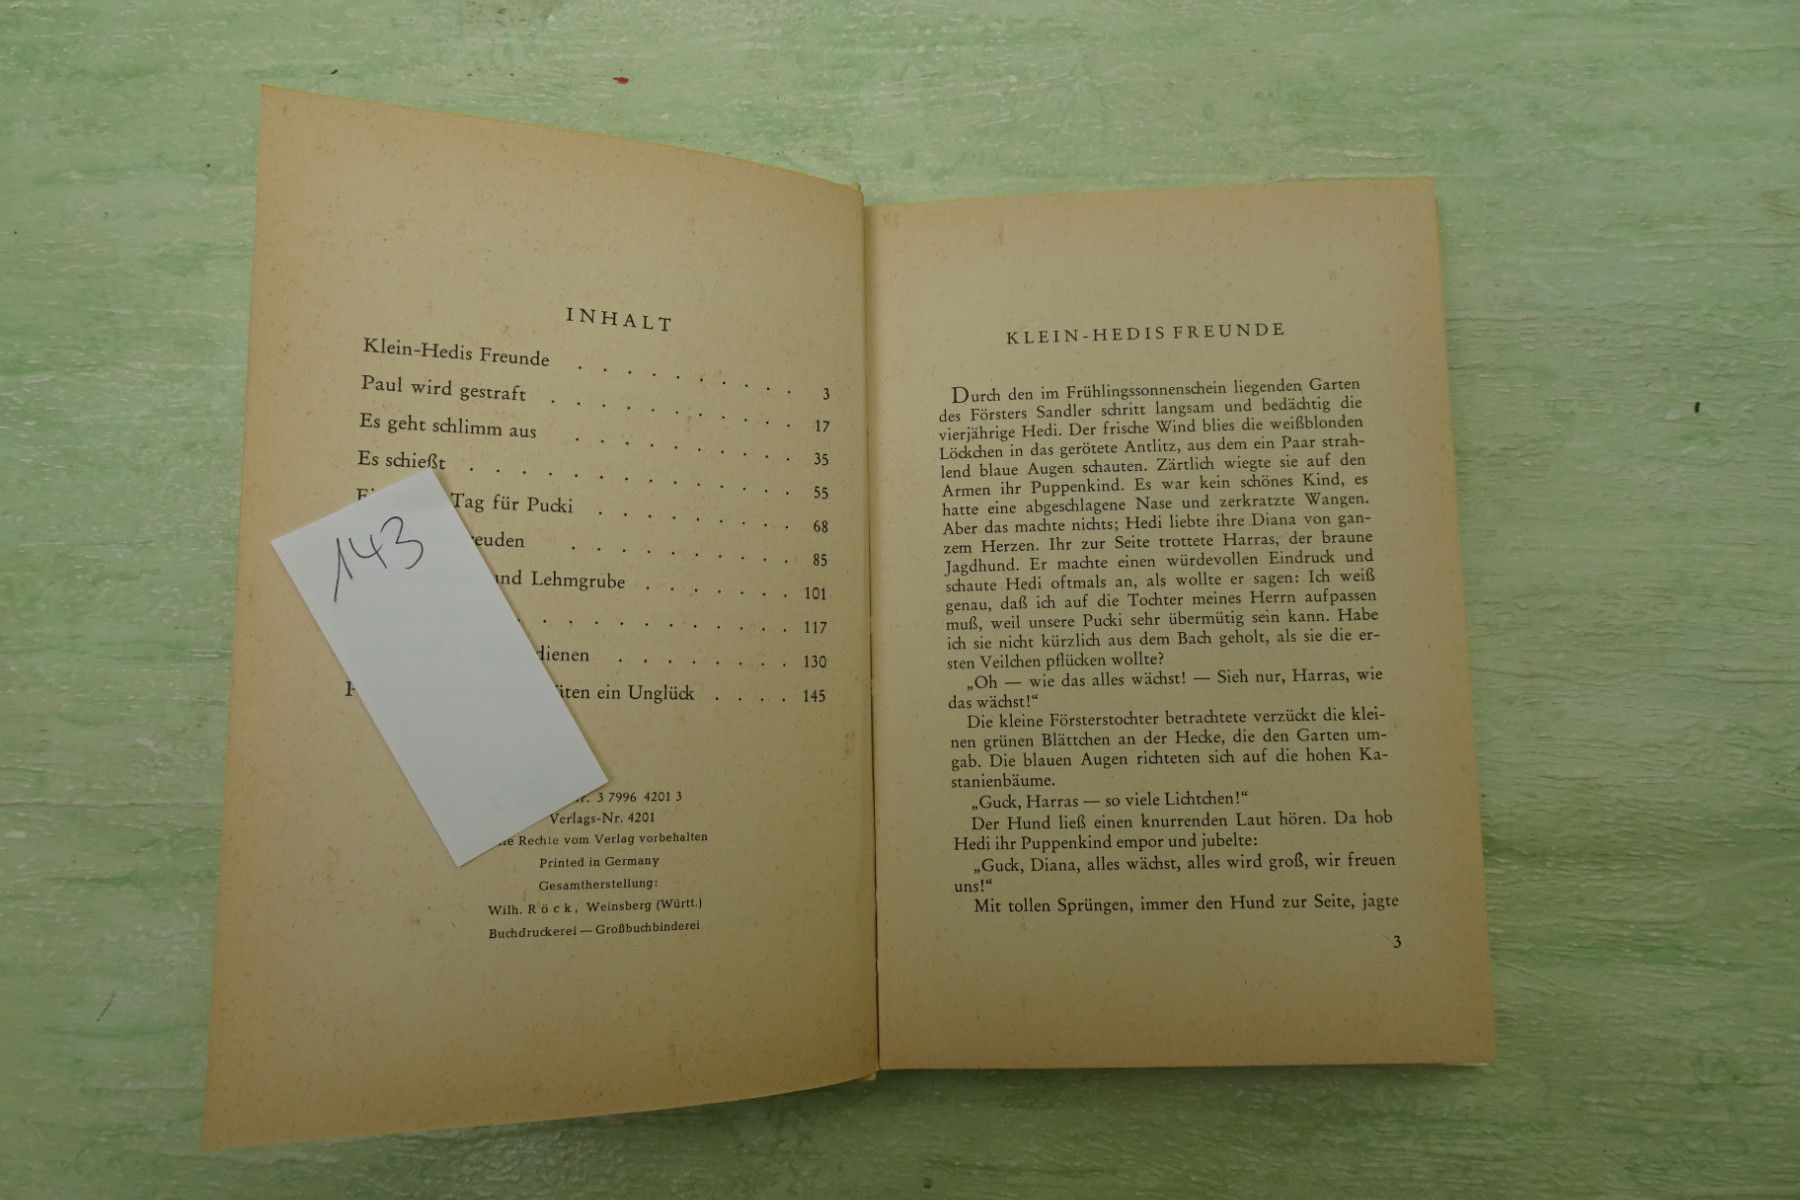 INHALT
Klein-Hedis Freunde . . . . . . . . . . 3
Paul wird gestraft . . . . . . . . . . . 17
Es geht schlimm aus . . . . . . . . . . 35
Es schießt . . . . . . . . . . . . . . 55
Tag für Pucki . . . . . . . . . 68
. . . . . . . . . . 85
und Lehmgrube . . . . . . . 101
. . . . . . . . . . . 117
dienen . . . . . . . . 130
ein Unglück . . . . 145
143
3 7996 4201 3
Verlags-Nr. 4201
Rechte vom Verlag vorbehalten
Printed in Germany
Gesamtherstellung:
Wilh. Röck, Weinsberg (Württ.)
Buchdruckerei — Großbuchbinderei
KLEIN-HEDIS FREUNDE
Durch den im Frühlingssonnenschein liegenden Garten
des Försters Sandler schritt langsam und bedächtig die
vierjährige Hedi. Der frische Wind blies die weißblonden
Löckchen in das gerötete Antlitz, aus dem ein Paar strah-
lend blaue Augen schauten. Zärtlich wiegte sie auf den
Armen ihr Puppenkind. Es war kein schönes Kind, es
hatte eine abgeschlagene Nase und zerkratzte Wangen.
Aber das machte nichts; Hedi liebte ihre Diana von gan-
zem Herzen. Ihr zur Seite trottete Harras, der braune
Jagdhund. Er machte einen würdevollen Eindruck und
schaute Hedi oftmals an, als wollte er sagen: Ich weiß
genau, daß ich auf die Tochter meines Herrn aufpassen
muß, weil unsere Pucki sehr übermütig sein kann. Habe
ich sie nicht kürzlich aus dem Bach geholt, als sie die er-
sten Veilchen pflücken wollte?
„Oh — wie das alles wächst! — Sieh nur, Harras, wie
das wächst!“
Die kleine Försterstochter betrachtete verzückt die klei-
nen grünen Blättchen an der Hecke, die den Garten um-
gab. Die blauen Augen richteten sich auf die hohen Ka-
stanienbäume.
„Guck, Harras — so viele Lichtchen!“
Der Hund ließ einen knurrenden Laut hören. Da hob
Hedi ihr Puppenkind empor und jubelte:
„Guck, Diana, alles wächst, alles wird groß, wir freuen
uns!“
Mit tollen Sprüngen, immer den Hund zur Seite, jagte
3